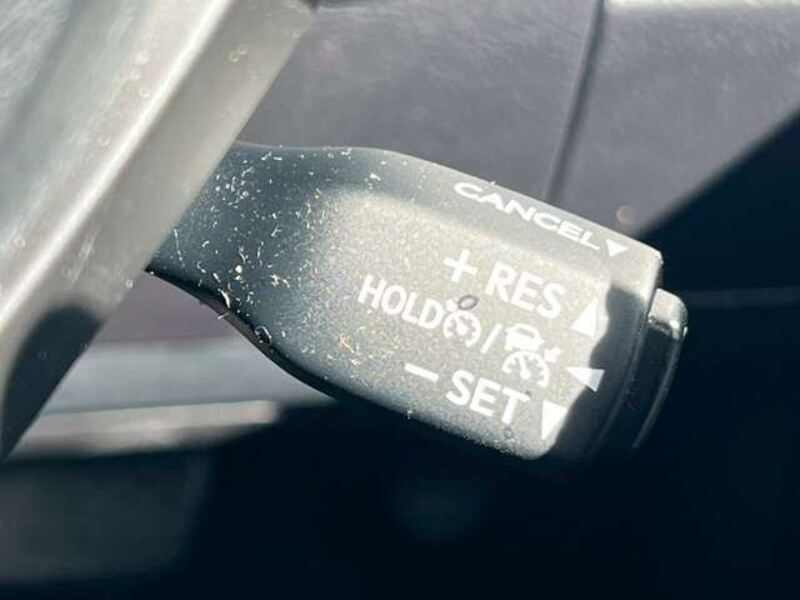 CANCEL
+ RES
HOLD /
− SET